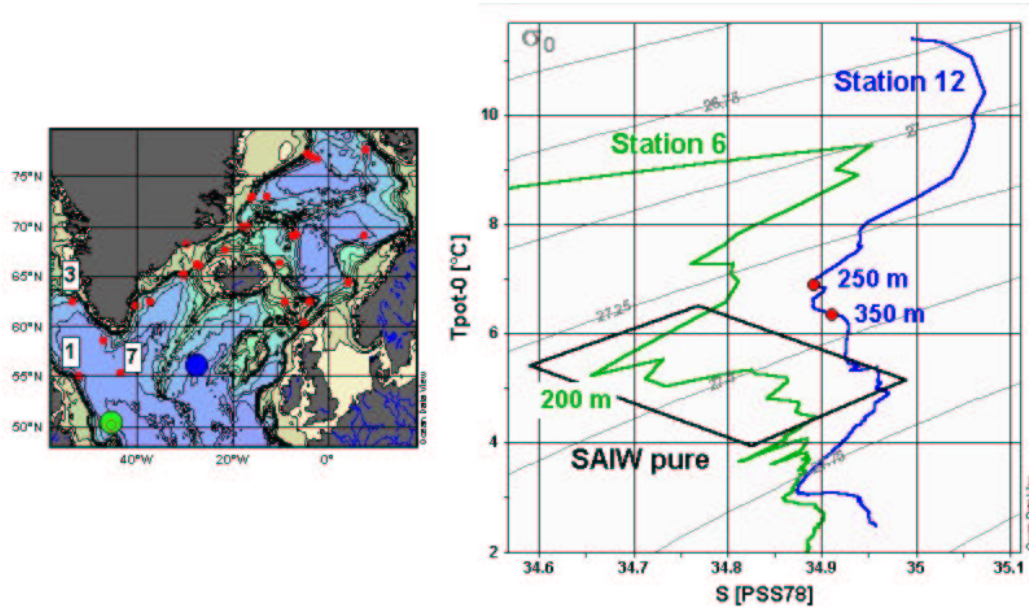 75°N
70°N
65°N
60°N
55°N
50°N
40°W
20°W
0°
3
1
7
Ocean Data View
σ0
Station 12
Station 6
26.75
27
27.25
27.5
27.75
250 m
350 m
200 m
SAIW pure
10
8
6
4
2
Tpot-0 [°C]
34.6
34.7
34.8
34.9
35
35.1
S [PSS78]